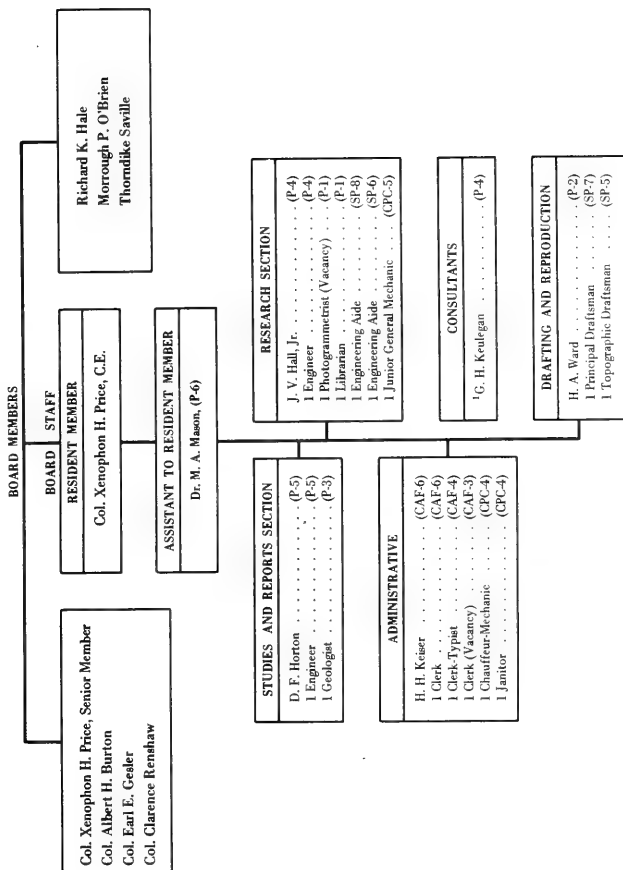 BOARD MEMBERS
Col. Xenophon H. Price, Senior Member
Col. Albert H. Burton
Col. Earl E. Gesler
Col. Clarence Renshaw
Richard K. Hale
Morrough P. O'Brien
Thorndike Saville
BOARD STAFF
RESIDENT MEMBER
Col. Xenophon H. Price, C.E.
ASSISTANT TO RESIDENT MEMBER
Dr. M. A. Mason, (P-6)
STUDIES AND REPORTS SECTION
D. F. Horton . . . . . . . . . . . (P-5)
1 Engineer . . . . . . . . . . . . (P-5)
1 Geologist . . . . . . . . . . . (P-3)
RESEARCH SECTION
J. V. Hall, Jr. . . . . . . . . . . . (P-4)
1 Engineer . . . . . . . . . . . . (P-4)
1 Photogrammetrist (Vacancy) . . . (P-1)
1 Librarian . . . . . . . . . . . . (P-1)
1 Engineering Aide . . . . . . . . (SP-8)
1 Engineering Aide . . . . . . . . (SP-6)
1 Junior General Mechanic . . . . (CPC-5)
ADMINISTRATIVE
H. H. Keiser . . . . . . . . . . (CAF-6)
1 Clerk . . . . . . . . . . . . (CAF-6)
1 Clerk-Typist . . . . . . . . . (CAF-4)
1 Clerk (Vacancy) . . . . . . . (CAF-3)
1 Chauffeur-Mechanic . . . . . (CPC-4)
1 Janitor . . . . . . . . . . . (CPC-4)
CONSULTANTS
¹G. H. Keulegan . . . . . . . . . . (P-4)
DRAFTING AND REPRODUCTION
H. A. Ward . . . . . . . . . . . . (P-2)
1 Principal Draftsman . . . . . . (SP-7)
1 Topographic Draftsman . . . . . (SP-5)